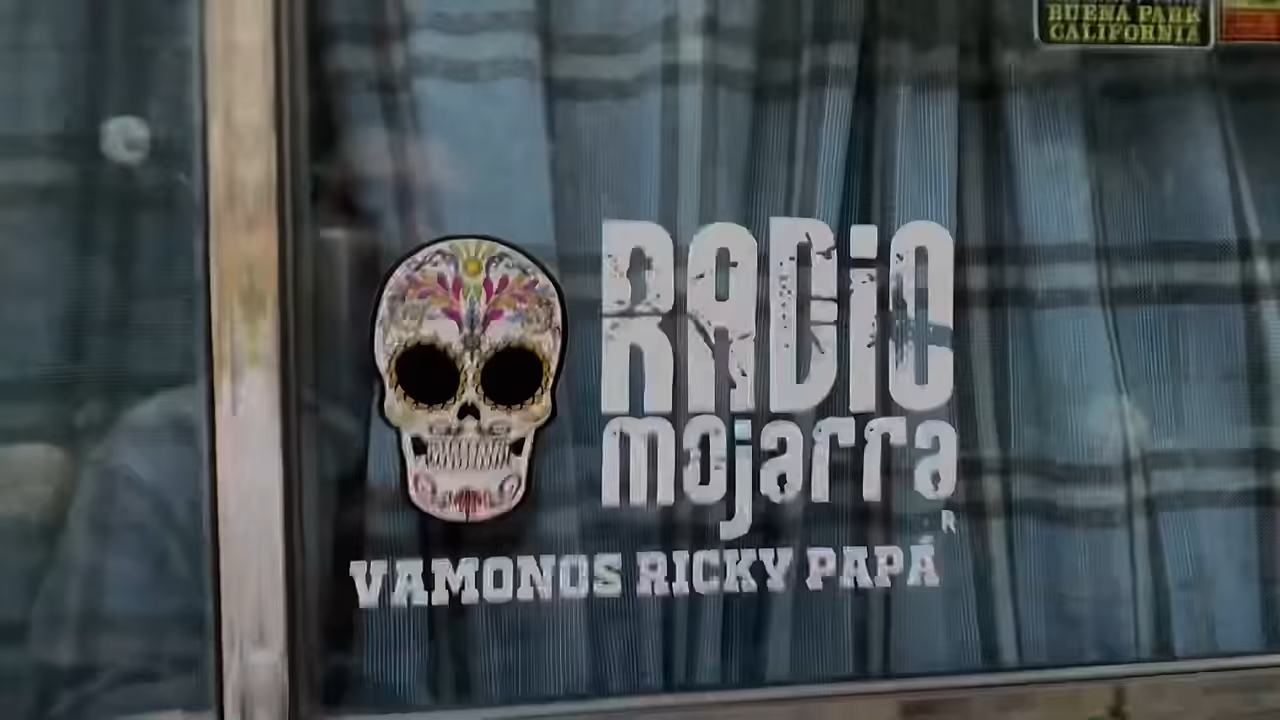 BUENA PARK
CALIFORNIA
RADiO
mojarra
R
VAMONOS RICKY PAPÁ